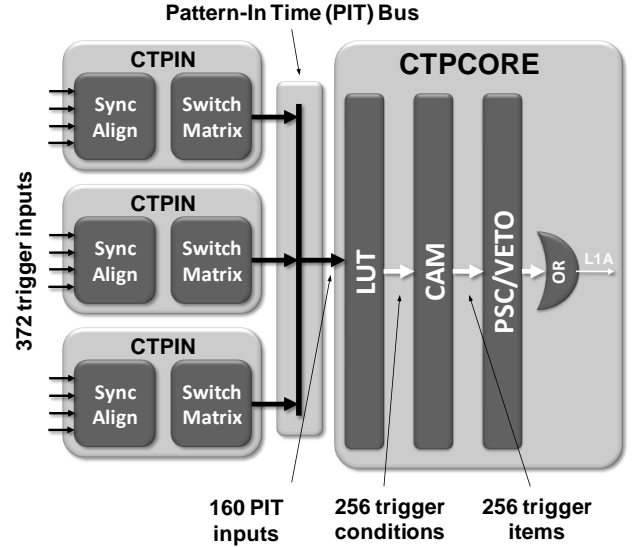 Pattern-In Time (PIT) Bus
CTPIN
Sync
Align
Switch
Matrix
CTPIN
Sync
Align
Switch
Matrix
CTPIN
Sync
Align
Switch
Matrix
372 trigger inputs
CTPCORE
LUT
CAM
PSC/VETO
OR
L1A
160 PIT
inputs
256 trigger
conditions
256 trigger
items